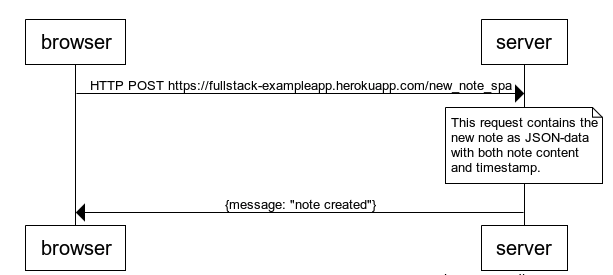 browser
server
HTTP POST https://fullstack-exampleapp.herokuapp.com/new_note_spa
This request contains the
new note as JSON-data
with both note content
and timestamp.
{message: "note created"}
browser
server